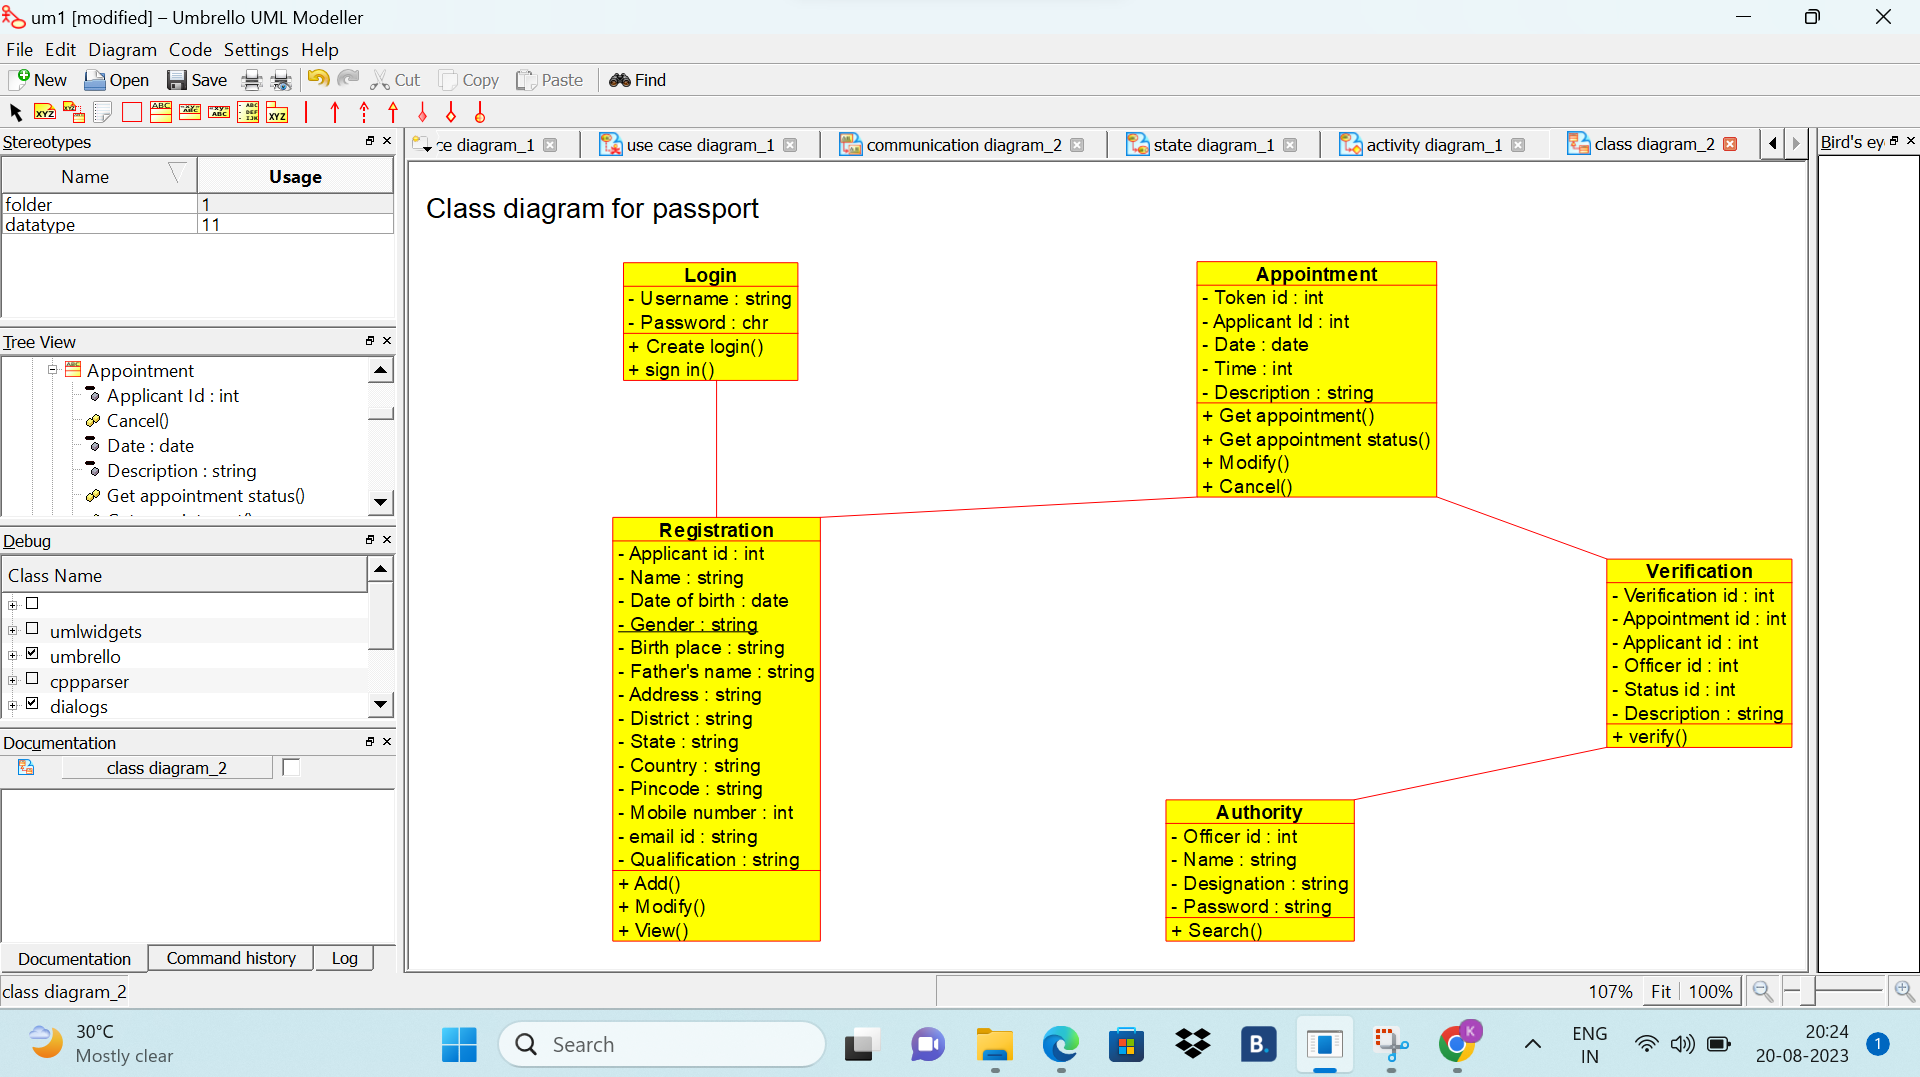 um1 [modified] – Umbrello UML Modeller
File Edit Diagram Code Settings Help
New Open Save Cut Copy Paste Find
Stereotypes
Name Usage
folder 1
datatype 11
Tree View
Appointment
Applicant Id : int
Cancel()
Date : date
Description : string
Get appointment status()
Debug
Class Name
umlwidgets
umbrello
cppparser
dialogs
Documentation
class diagram_2
Documentation Command history Log
class diagram_2
ce diagram_1 use case diagram_1 communication diagram_2 state diagram_1 activity diagram_1 class diagram_2
Bird's ey
Class diagram for passport
Login
- Username : string
- Password : chr
+ Create login()
+ sign in()
Appointment
- Token id : int
- Applicant Id : int
- Date : date
- Time : int
- Description : string
+ Get appointment()
+ Get appointment status()
+ Modify()
+ Cancel()
Registration
- Applicant id : int
- Name : string
- Date of birth : date
- Gender : string
- Birth place : string
- Father's name : string
- Address : string
- District : string
- State : string
- Country : string
- Pincode : string
- Mobile number : int
- email id : string
- Qualification : string
+ Add()
+ Modify()
+ View()
Verification
- Verification id : int
- Appointment id : int
- Applicant id : int
- Officer id : int
- Status id : int
- Description : string
+ verify()
Authority
- Officer id : int
- Name : string
- Designation : string
- Password : string
+ Search()
107% Fit 100%
30°C
Mostly clear
Search
B.
K
ENG
IN
20:24
20-08-2023
1